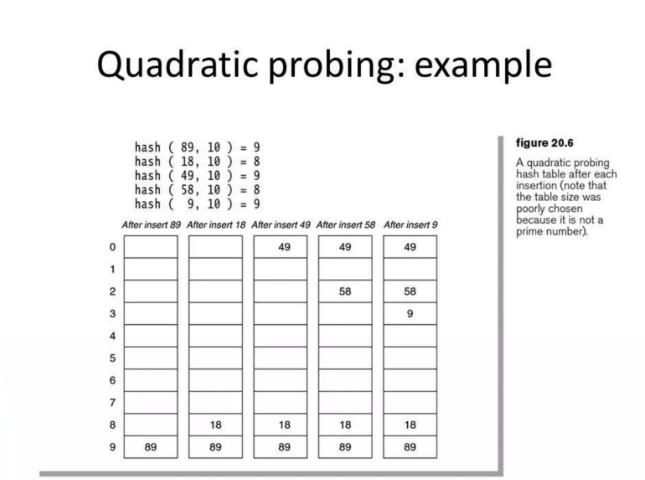 Quadratic probing: example
hash ( 89, 10 ) = 9
hash ( 18, 10 ) = 8
hash ( 49, 10 ) = 9
hash ( 58, 10 ) = 8
hash ( 9, 10 ) = 9
After insert 89 After insert 18 After insert 49 After insert 58 After insert 9
0 49 49 49
1
2 58 58
3 9
4
5
6
7
8 18 18 18 18
9 89 89 89 89 89
figure 20.6
A quadratic probing
hash table after each
insertion (note that
the table size was
poorly chosen
because it is not a
prime number).